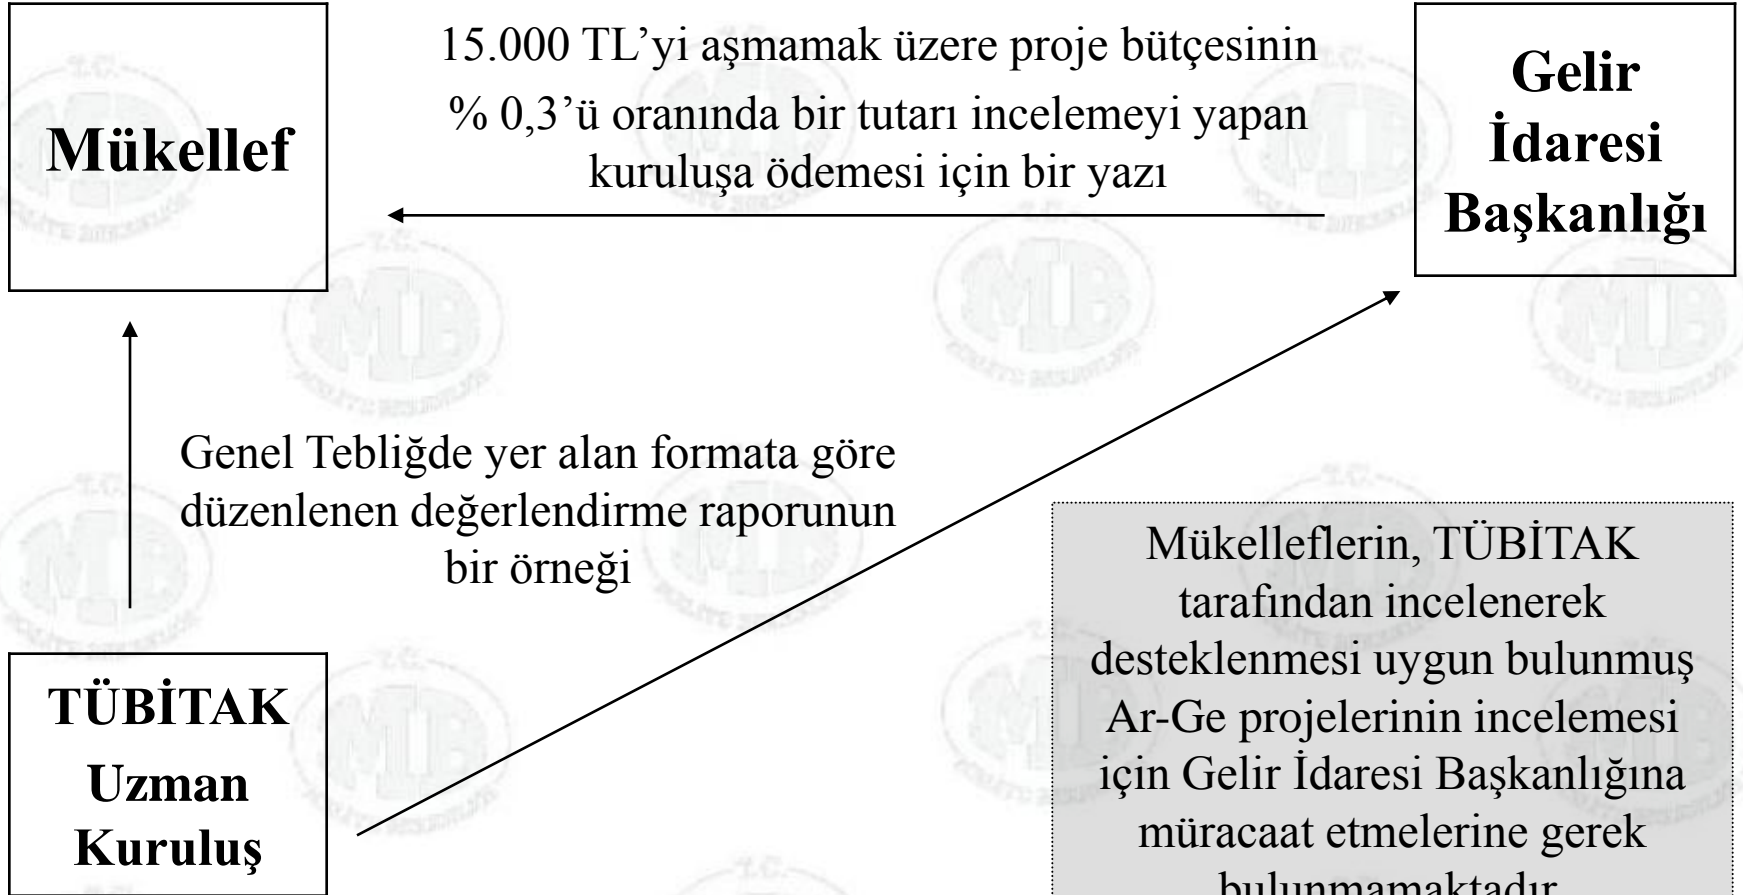 Mükellef
15.000 TL’yi aşmamak üzere proje bütçesinin
% 0,3’ü oranında bir tutarı incelemeyi yapan
kuruluşa ödemesi için bir yazı
Gelir
İdaresi
Başkanlığı
Genel Tebliğde yer alan formata göre
düzenlenen değerlendirme raporunun
bir örneği
TÜBİTAK
Uzman
Kuruluş
Mükelleflerin, TÜBİTAK
tarafından incelenerek
desteklenmesi uygun bulunmuş
Ar-Ge projelerinin incelemesi
için Gelir İdaresi Başkanlığına
müracaat etmelerine gerek
bulunmamaktadır